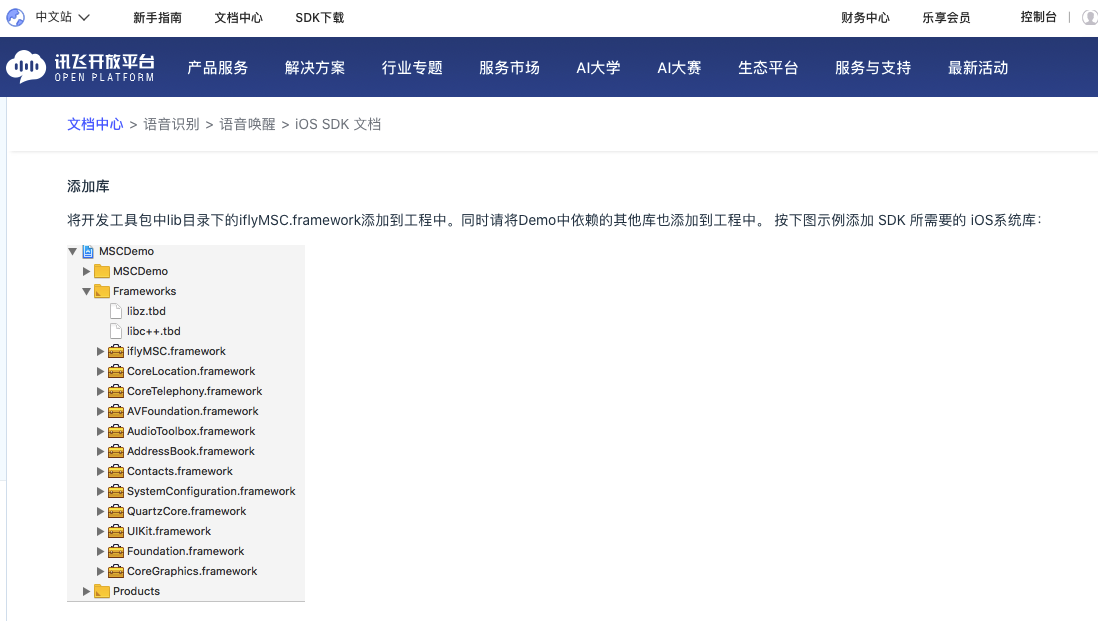 中文站 新手指南 文档中心 SDK下载 财务中心 乐享会员 控制台
讯飞开放平台
OPEN PLATFORM
产品服务 解决方案 行业专题 服务市场 AI大学 AI大赛 生态平台 服务与支持 最新活动
文档中心 > 语音识别 > 语音唤醒 > iOS SDK 文档
添加库
将开发工具包中lib目录下的iflyMSC.framework添加到工程中。同时请将Demo中依赖的其他库也添加到工程中。 按下图示例添加 SDK 所需要的 iOS系统库：
MSCDemo
MSCDemo
Frameworks
libz.tbd
libc++.tbd
iflyMSC.framework
CoreLocation.framework
CoreTelephony.framework
AVFoundation.framework
AudioToolbox.framework
AddressBook.framework
Contacts.framework
SystemConfiguration.framework
QuartzCore.framework
UIKit.framework
Foundation.framework
CoreGraphics.framework
Products